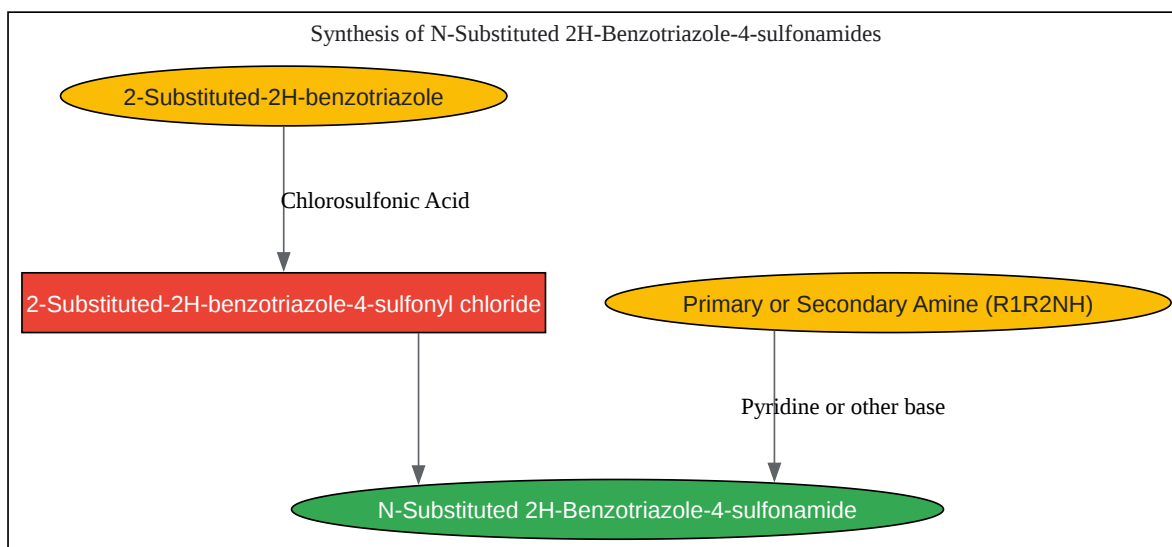 Synthesis of N-Substituted 2H-Benzotriazole-4-sulfonamides
2-Substituted-2H-benzotriazole
Chlorosulfonic Acid
2-Substituted-2H-benzotriazole-4-sulfonyl chloride
Primary or Secondary Amine (R1R2NH)
Pyridine or other base
N-Substituted 2H-Benzotriazole-4-sulfonamide